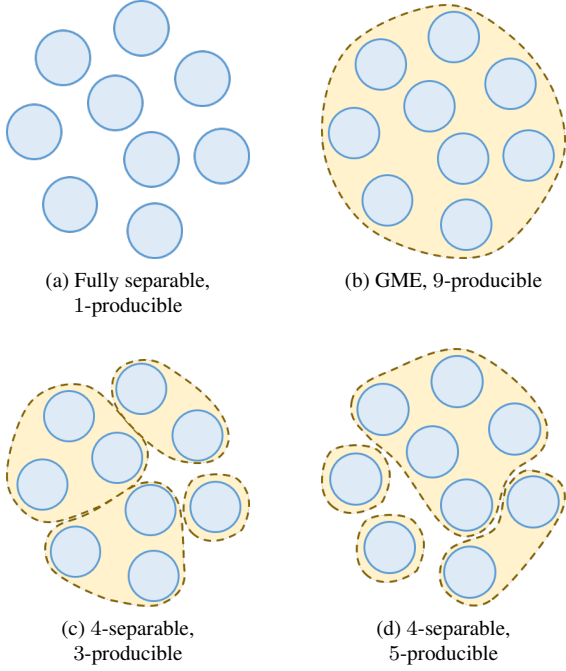 (a) Fully separable,
1-producible
(b) GME, 9-producible
(c) 4-separable,
3-producible
(d) 4-separable,
5-producible